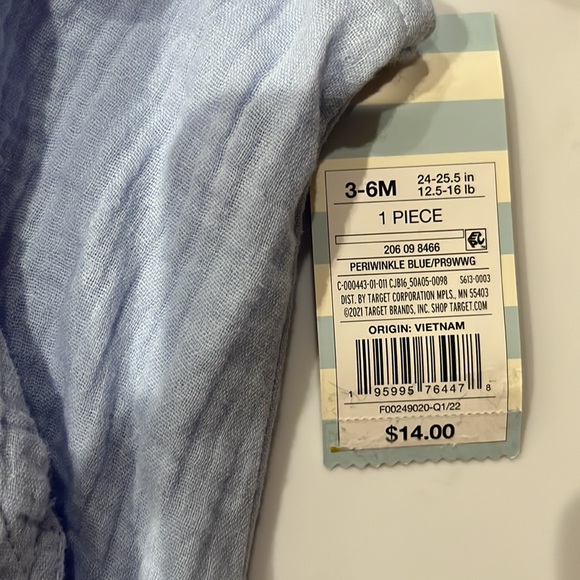 3-6M 24-25.5 in
12.5-16 lb
1 PIECE
206 09 8466
PERIWINKLE BLUE/PR9WWG
C-000443-01-011 CJB16_50A05-0098 S613-0003
DIST. BY TARGET CORPORATION MPLS., MN 55403
©2021 TARGET BRANDS, INC. SHOP TARGET.COM
ORIGIN: VIETNAM
1 95995 76447 8
F00249020-Q1/22
$14.00